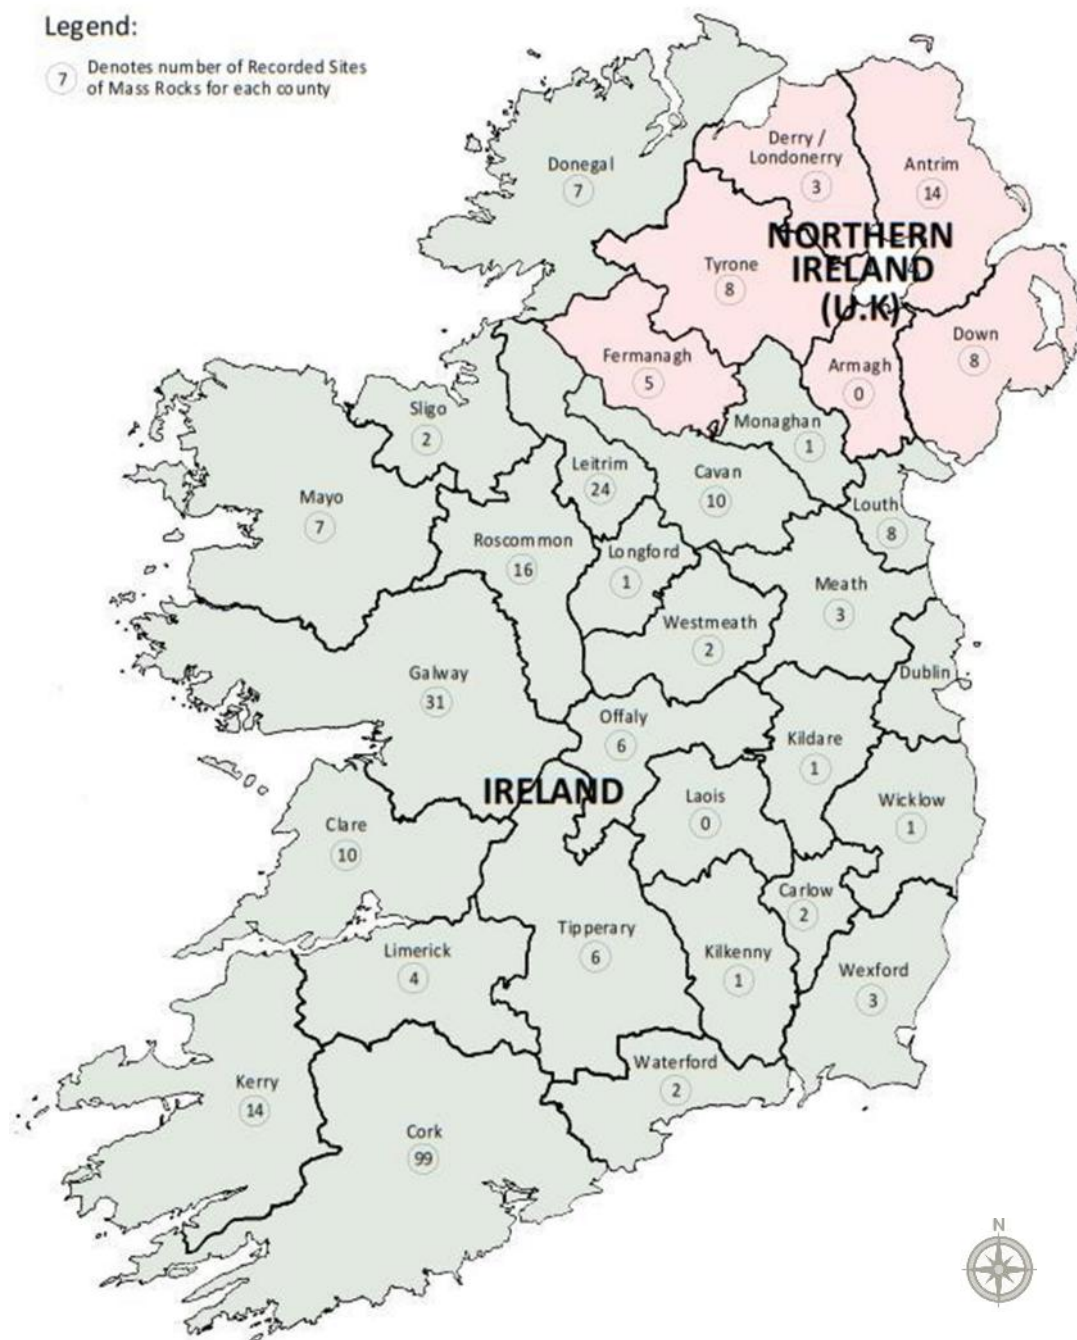 Legend:
7 Denotes number of Recorded Sites
of Mass Rocks for each county
Donegal
7
Derry /
Londonerry
3
Antrim
14
NORTHERN
IRELAND
(U.K)
Tyrone
8
Down
8
Fermanagh
5
Armagh
0
Monaghan
1
Sligo
2
Leitrim
24
Cavan
10
Louth
8
Mayo
7
Roscommon
16
Longford
1
Meath
3
Westmeath
2
Galway
31
Dublin
Offaly
6
Kildare
1
IRELAND
Laois
0
Wicklow
1
Clare
10
Carlow
2
Tipperary
6
Limerick
4
Kilkenny
1
Wexford
3
Waterford
2
Kerry
14
Cork
99
N